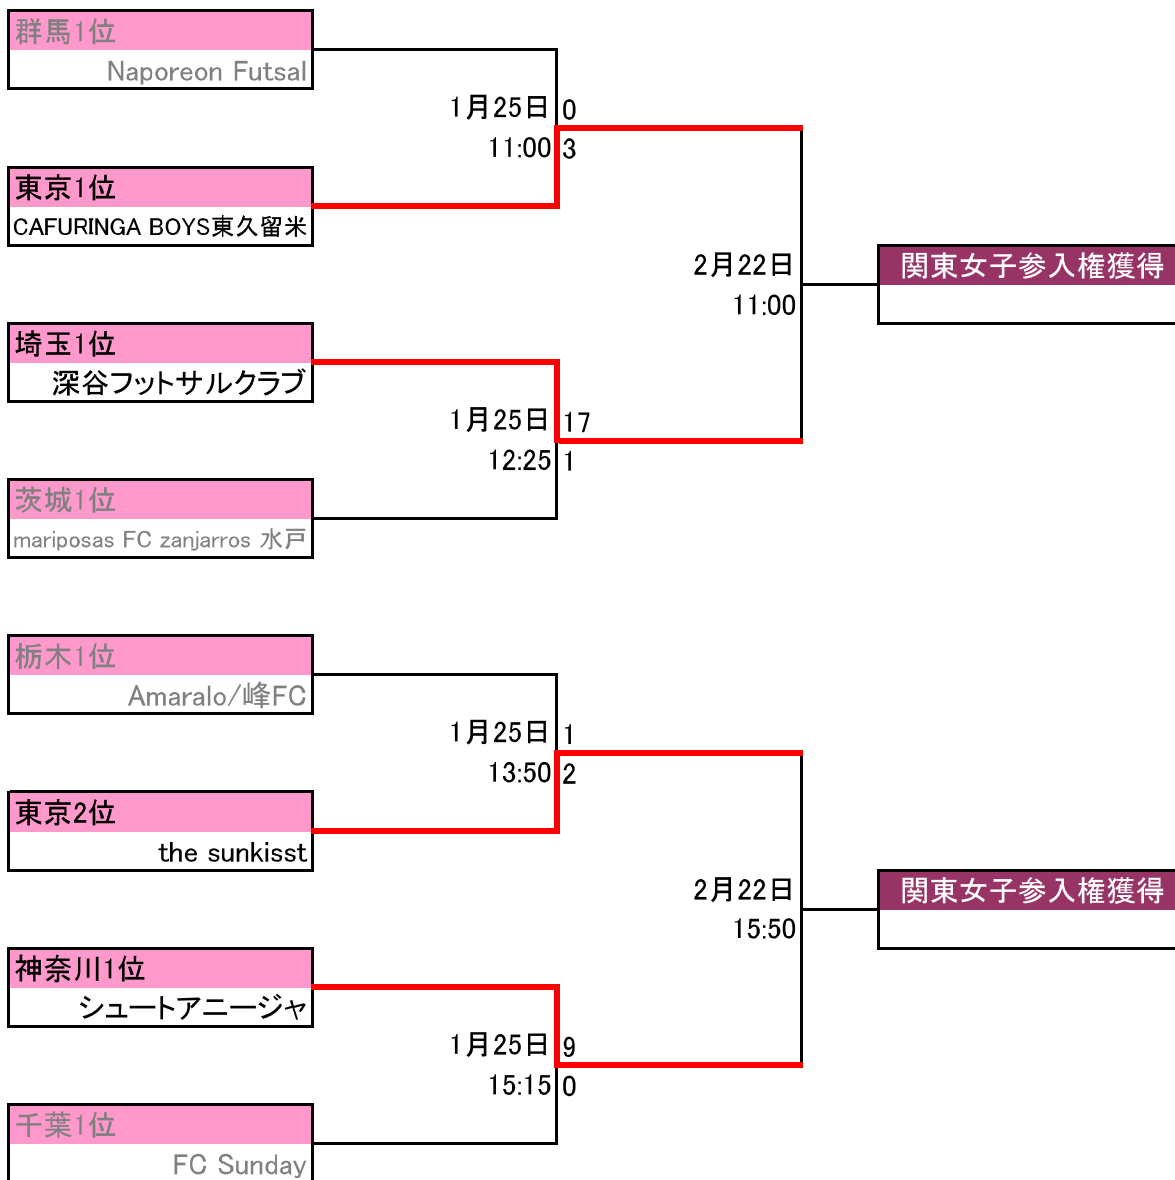 群馬1位
Naporeon Futsal
1月25日 0
11:00 3
東京1位
CAFURINGA BOYS東久留米
2月22日
11:00
関東女子参入権獲得
埼玉1位
深谷フットサルクラブ
1月25日 17
12:25 1
茨城1位
mariposas FC zanjarros 水戸
栃木1位
Amaralo/峰FC
1月25日 1
13:50 2
東京2位
the sunkisst
2月22日
15:50
関東女子参入権獲得
神奈川1位
シュートアニージャ
1月25日 9
15:15 0
千葉1位
FC Sunday